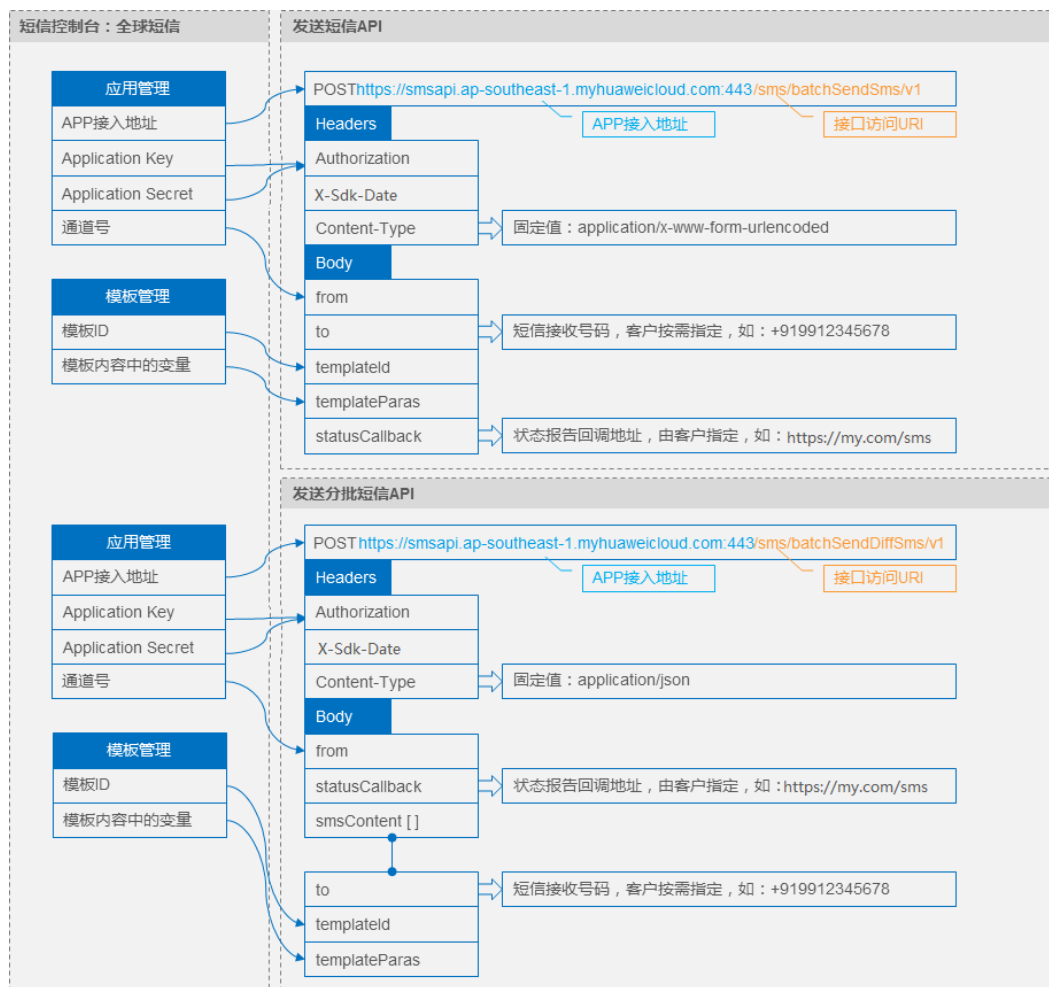 短信控制台：全球短信
发送短信API
应用管理
APP接入地址
Application Key
Application Secret
通道号
模板管理
模板ID
模板内容中的变量
POSThttps://smsapi.ap-southeast-1.myhuaweicloud.com:443/sms/batchSendSms/v1
APP接入地址
接口访问URI
Headers
Authorization
X-Sdk-Date
Content-Type
固定值：application/x-www-form-urlencoded
Body
from
to
短信接收号码，客户按需指定，如：+919912345678
templateId
templateParas
statusCallback
状态报告回调地址，由客户指定，如：https://my.com/sms
发送分批短信API
应用管理
APP接入地址
Application Key
Application Secret
通道号
模板管理
模板ID
模板内容中的变量
POSThttps://smsapi.ap-southeast-1.myhuaweicloud.com:443/sms/batchSendDiffSms/v1
APP接入地址
接口访问URI
Headers
Authorization
X-Sdk-Date
Content-Type
固定值：application/json
Body
from
statusCallback
状态报告回调地址，由客户指定，如：https://my.com/sms
smsContent [ ]
to
短信接收号码，客户按需指定，如：+919912345678
templateId
templateParas